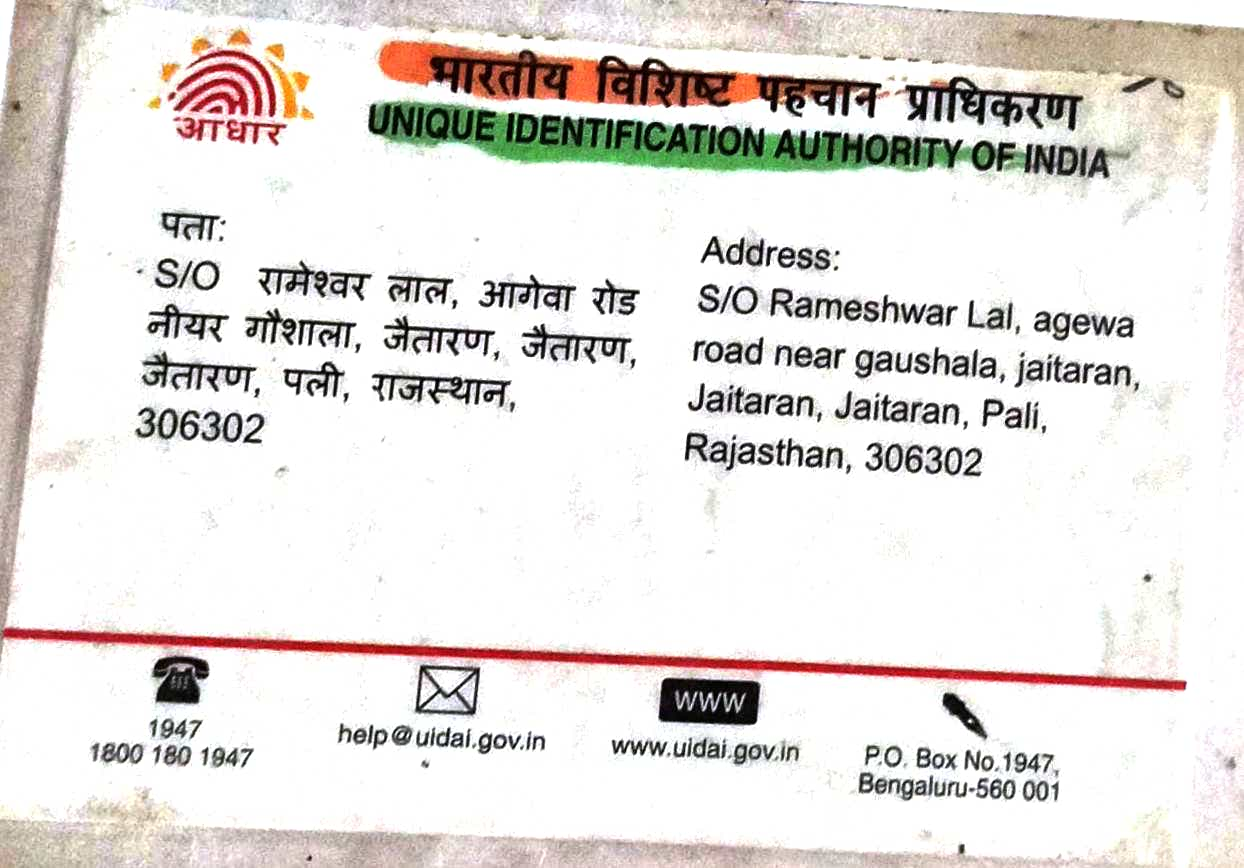 आधार
भारतीय विशिष्ट पहचान प्राधिकरण
UNIQUE IDENTIFICATION AUTHORITY OF INDIA
पता:
S/O रामेश्वर लाल, आगेवा रोड
नीयर गौशाला, जैतारण, जैतारण,
जैतारण, पली, राजस्थान,
306302
Address:
S/O Rameshwar Lal, agewa
road near gaushala, jaitaran,
Jaitaran, Jaitaran, Pali,
Rajasthan, 306302
1947
1800 180 1947
help@uidai.gov.in
www
www.uidai.gov.in
P.O. Box No.1947,
Bengaluru-560 001